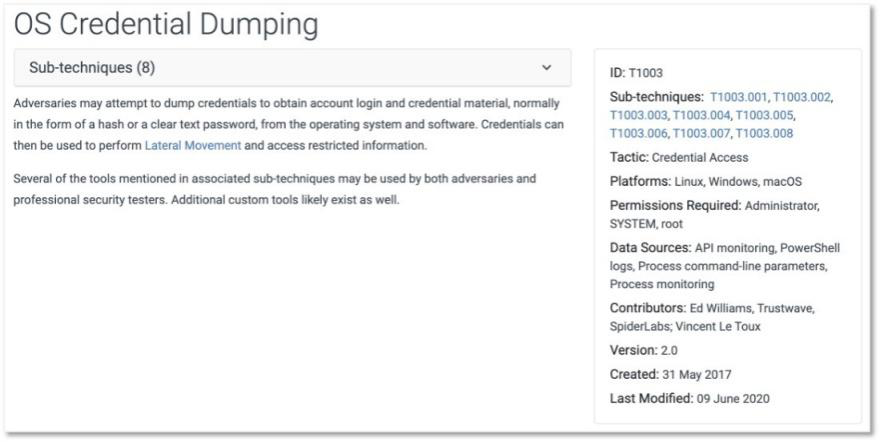 OS Credential Dumping
Sub-techniques (8)
Adversaries may attempt to dump credentials to obtain account login and credential material, normally
in the form of a hash or a clear text password, from the operating system and software. Credentials can
then be used to perform Lateral Movement and access restricted information.
Several of the tools mentioned in associated sub-techniques may be used by both adversaries and
professional security testers. Additional custom tools likely exist as well.
ID: T1003
Sub-techniques: T1003.001, T1003.002,
T1003.003, T1003.004, T1003.005,
T1003.006, T1003.007, T1003.008
Tactic: Credential Access
Platforms: Linux, Windows, macOS
Permissions Required: Administrator,
SYSTEM, root
Data Sources: API monitoring, PowerShell
logs, Process command-line parameters,
Process monitoring
Contributors: Ed Williams, Trustwave,
SpiderLabs; Vincent Le Toux
Version: 2.0
Created: 31 May 2017
Last Modified: 09 June 2020